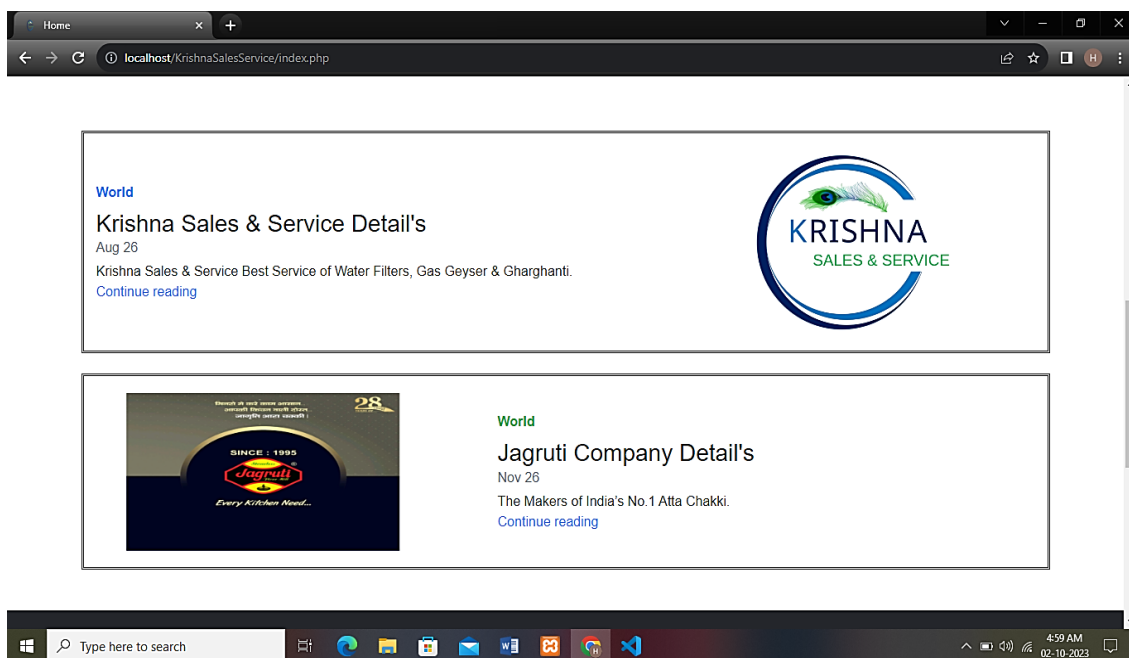 Home
localhost/KrishnaSalesService/index.php
H
World
Krishna Sales & Service Detail's
Aug 26
Krishna Sales & Service Best Service of Water Filters, Gas Geyser & Gharghanti.
Continue reading
KRISHNA
SALES & SERVICE
28
SINCE : 1995
Jagruti
Every Kitchen Need...
World
Jagruti Company Detail's
Nov 26
The Makers of India's No.1 Atta Chakki.
Continue reading
Type here to search
4:59 AM
02-10-2023